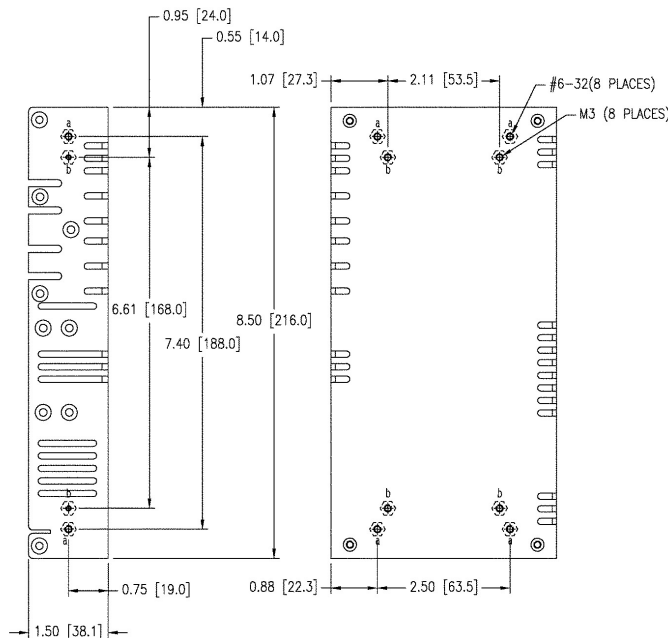 0.95 [24.0]
0.55 [14.0]
1.07 [27.3]
2.11 [53.5]
#6-32(8 PLACES)
M3 (8 PLACES)
a
b
a
a
b
b
6.61 [168.0]
8.50 [216.0]
7.40 [188.0]
b
a
b
b
a
a
0.75 [19.0]
0.88 [22.3]
2.50 [63.5]
1.50 [38.1]